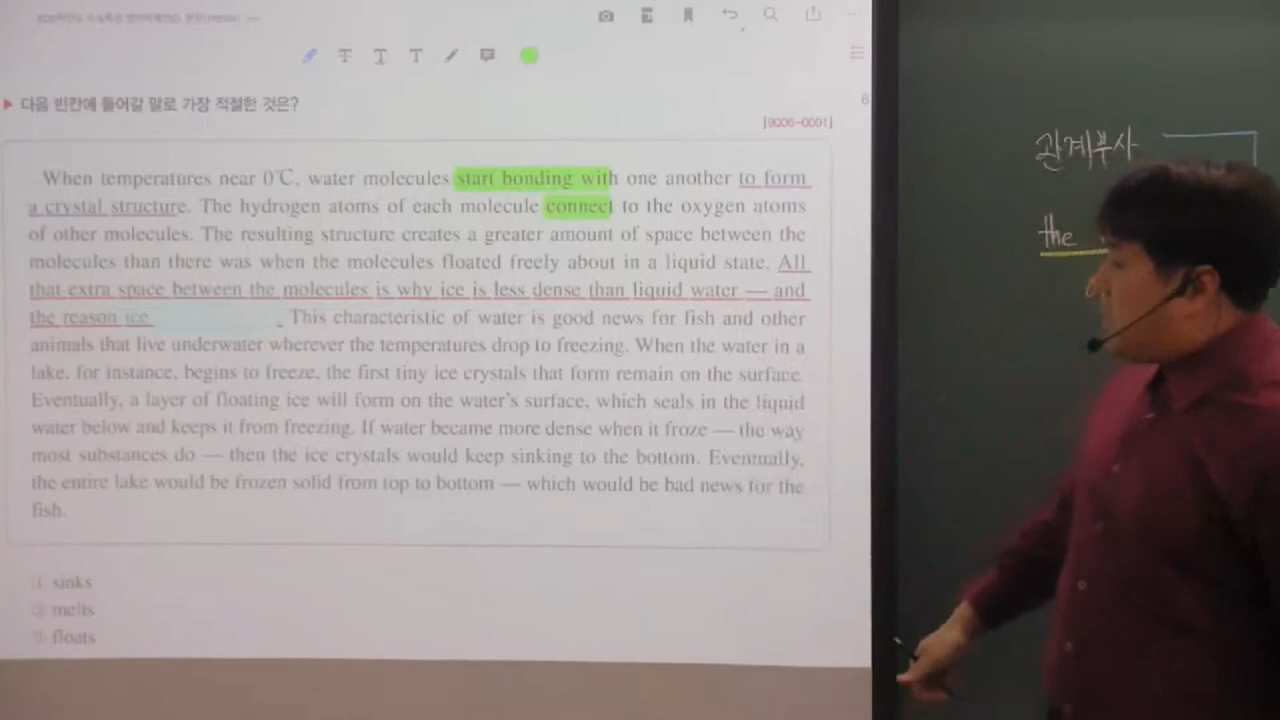 다음 빈칸에 들어갈 말로 가장 적절한 것은?
[9006-0001]
When temperatures near 0℃, water molecules start bonding with one another to form
a crystal structure. The hydrogen atoms of each molecule connect to the oxygen atoms
of other molecules. The resulting structure creates a greater amount of space between the
molecules than there was when the molecules floated freely about in a liquid state. All
that extra space between the molecules is why ice is less dense than liquid water — and
the reason ice . This characteristic of water is good news for fish and other
animals that live underwater wherever the temperatures drop to freezing. When the water in a
lake, for instance, begins to freeze, the first tiny ice crystals that form remain on the surface.
Eventually, a layer of floating ice will form on the water's surface, which seals in the liquid
water below and keeps it from freezing. If water became more dense when it froze — the way
most substances do — then the ice crystals would keep sinking to the bottom. Eventually,
the entire lake would be frozen solid from top to bottom — which would be bad news for the
fish.
① sinks
② melts
③ floats
6
관계부사
the